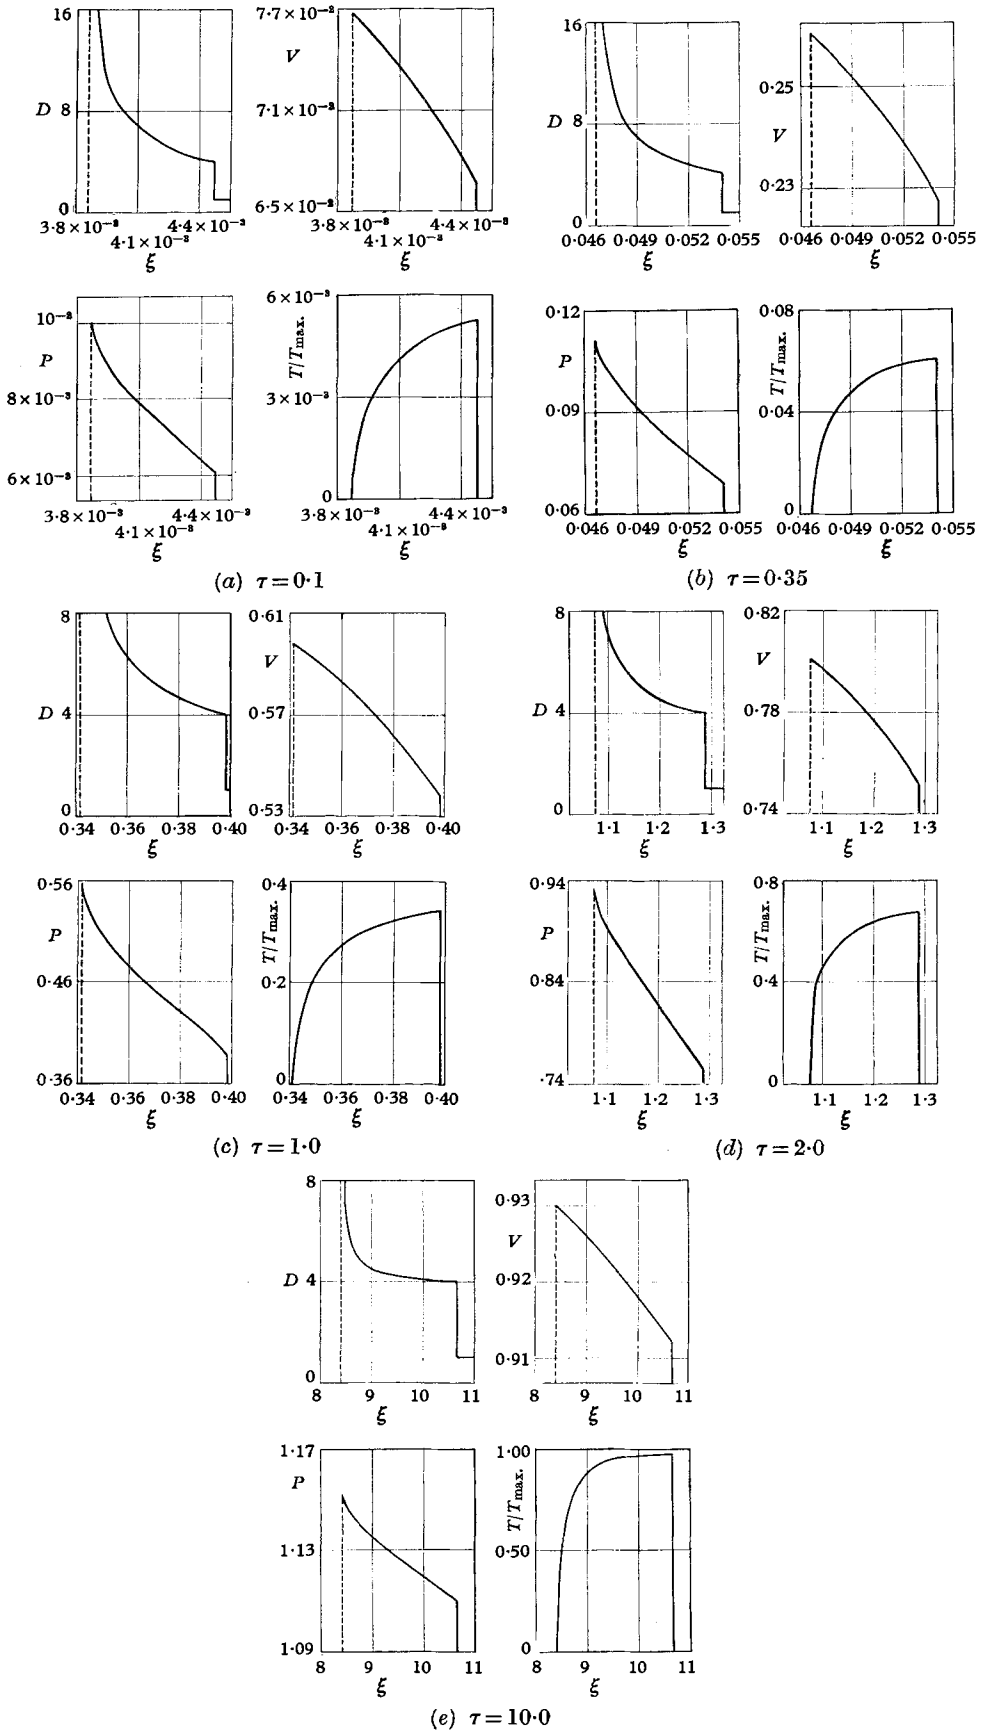 16
D 8
0
3·8×10⁻³ 4·4×10⁻³
4·1×10⁻³
ξ
7·7×10⁻²
V
7·1×10⁻²
6·5×10⁻²
3·8×10⁻³ 4·4×10⁻³
4·1×10⁻³
ξ
16
D 8
0
0·046 0·049 0·052 0·055
ξ
0·25
V
0·23
0·046 0·049 0·052 0·055
ξ
10⁻²
P
8×10⁻³
6×10⁻³
3·8×10⁻³ 4·4×10⁻³
4·1×10⁻³
ξ
6×10⁻³
T/Tmax.
3×10⁻³
0
3·8×10⁻³ 4·4×10⁻³
4·1×10⁻³
ξ
0·12
P
0·09
0·06
0·046 0·049 0·052 0·055
ξ
0·08
T/Tmax.
0·04
0
0·046 0·049 0·052 0·055
ξ
(a) τ=0·1
(b) τ=0·35
8
D 4
0
0·34 0·36 0·38 0·40
ξ
0·61
V
0·57
0·53
0·34 0·36 0·38 0·40
ξ
8
D 4
0
1·1 1·2 1·3
ξ
0·82
V
0·78
0·74
1·1 1·2 1·3
ξ
0·56
P
0·46
0·36
0·34 0·36 0·38 0·40
ξ
0·4
T/Tmax.
0·2
0
0·34 0·36 0·38 0·40
ξ
0·94
P
0·84
·74
1·1 1·2 1·3
ξ
0·8
T/Tmax.
0·4
0
1·1 1·2 1·3
ξ
(c) τ=1·0
(d) τ=2·0
8
D 4
0
8 9 10 11
ξ
0·93
V
0·92
0·91
8 9 10 11
ξ
1·17
P
1·13
1·09
8 9 10 11
ξ
1·00
T/Tmax.
0·50
0
8 9 10 11
ξ
(e) τ=10·0